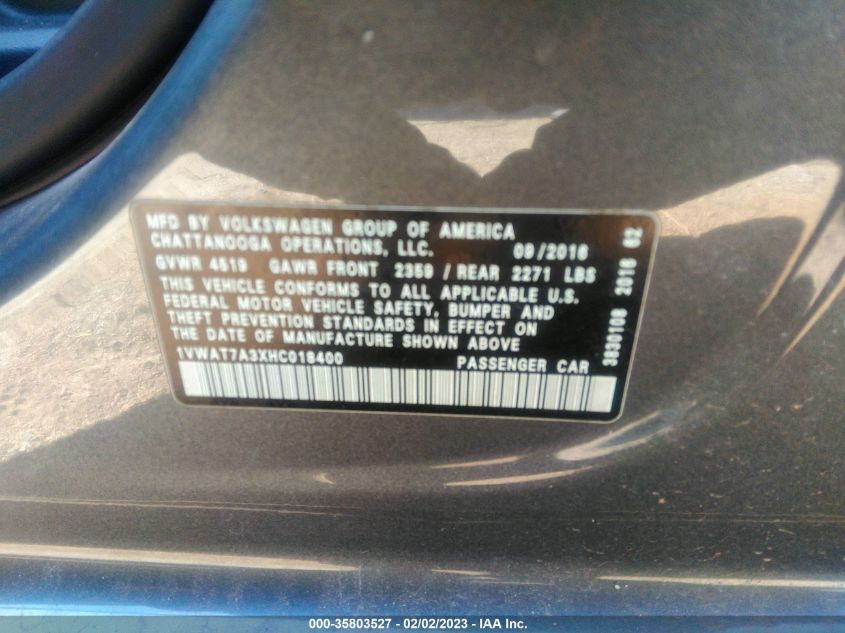 MFD BY VOLKSWAGEN GROUP OF AMERICA
CHATTANOOGA OPERATIONS, LLC. 09/2016
GVWR 4519 GAWR FRONT 2359 / REAR 2271 LBS
THIS VEHICLE CONFORMS TO ALL APPLICABLE U.S.
FEDERAL MOTOR VEHICLE SAFETY, BUMPER AND
THEFT PREVENTION STANDARDS IN EFFECT ON
THE DATE OF MANUFACTURE SHOWN ABOVE
1VWAT7A3XHC018400 PASSENGER CAR
3830108 2016 62
000-35803527 - 02/02/2023 - IAA Inc.